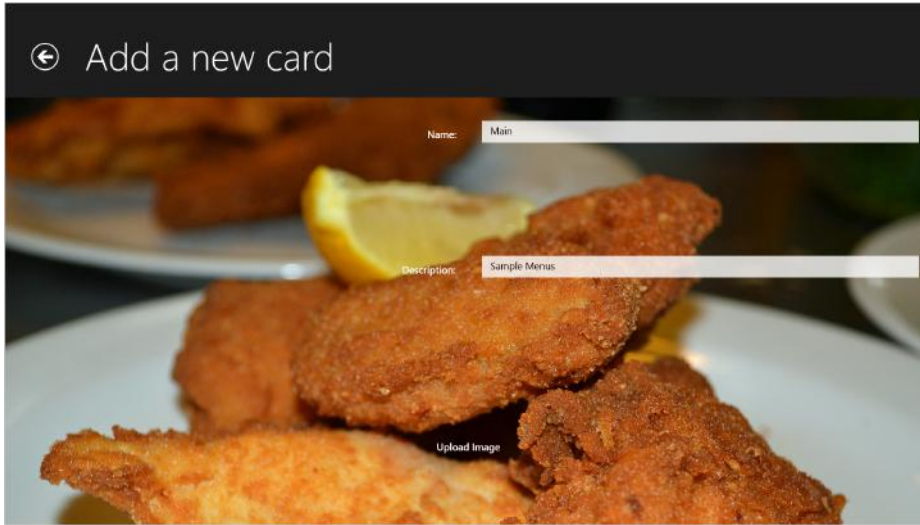 Add a new card
Name:
Main
Description:
Sample Menus
Upload Image